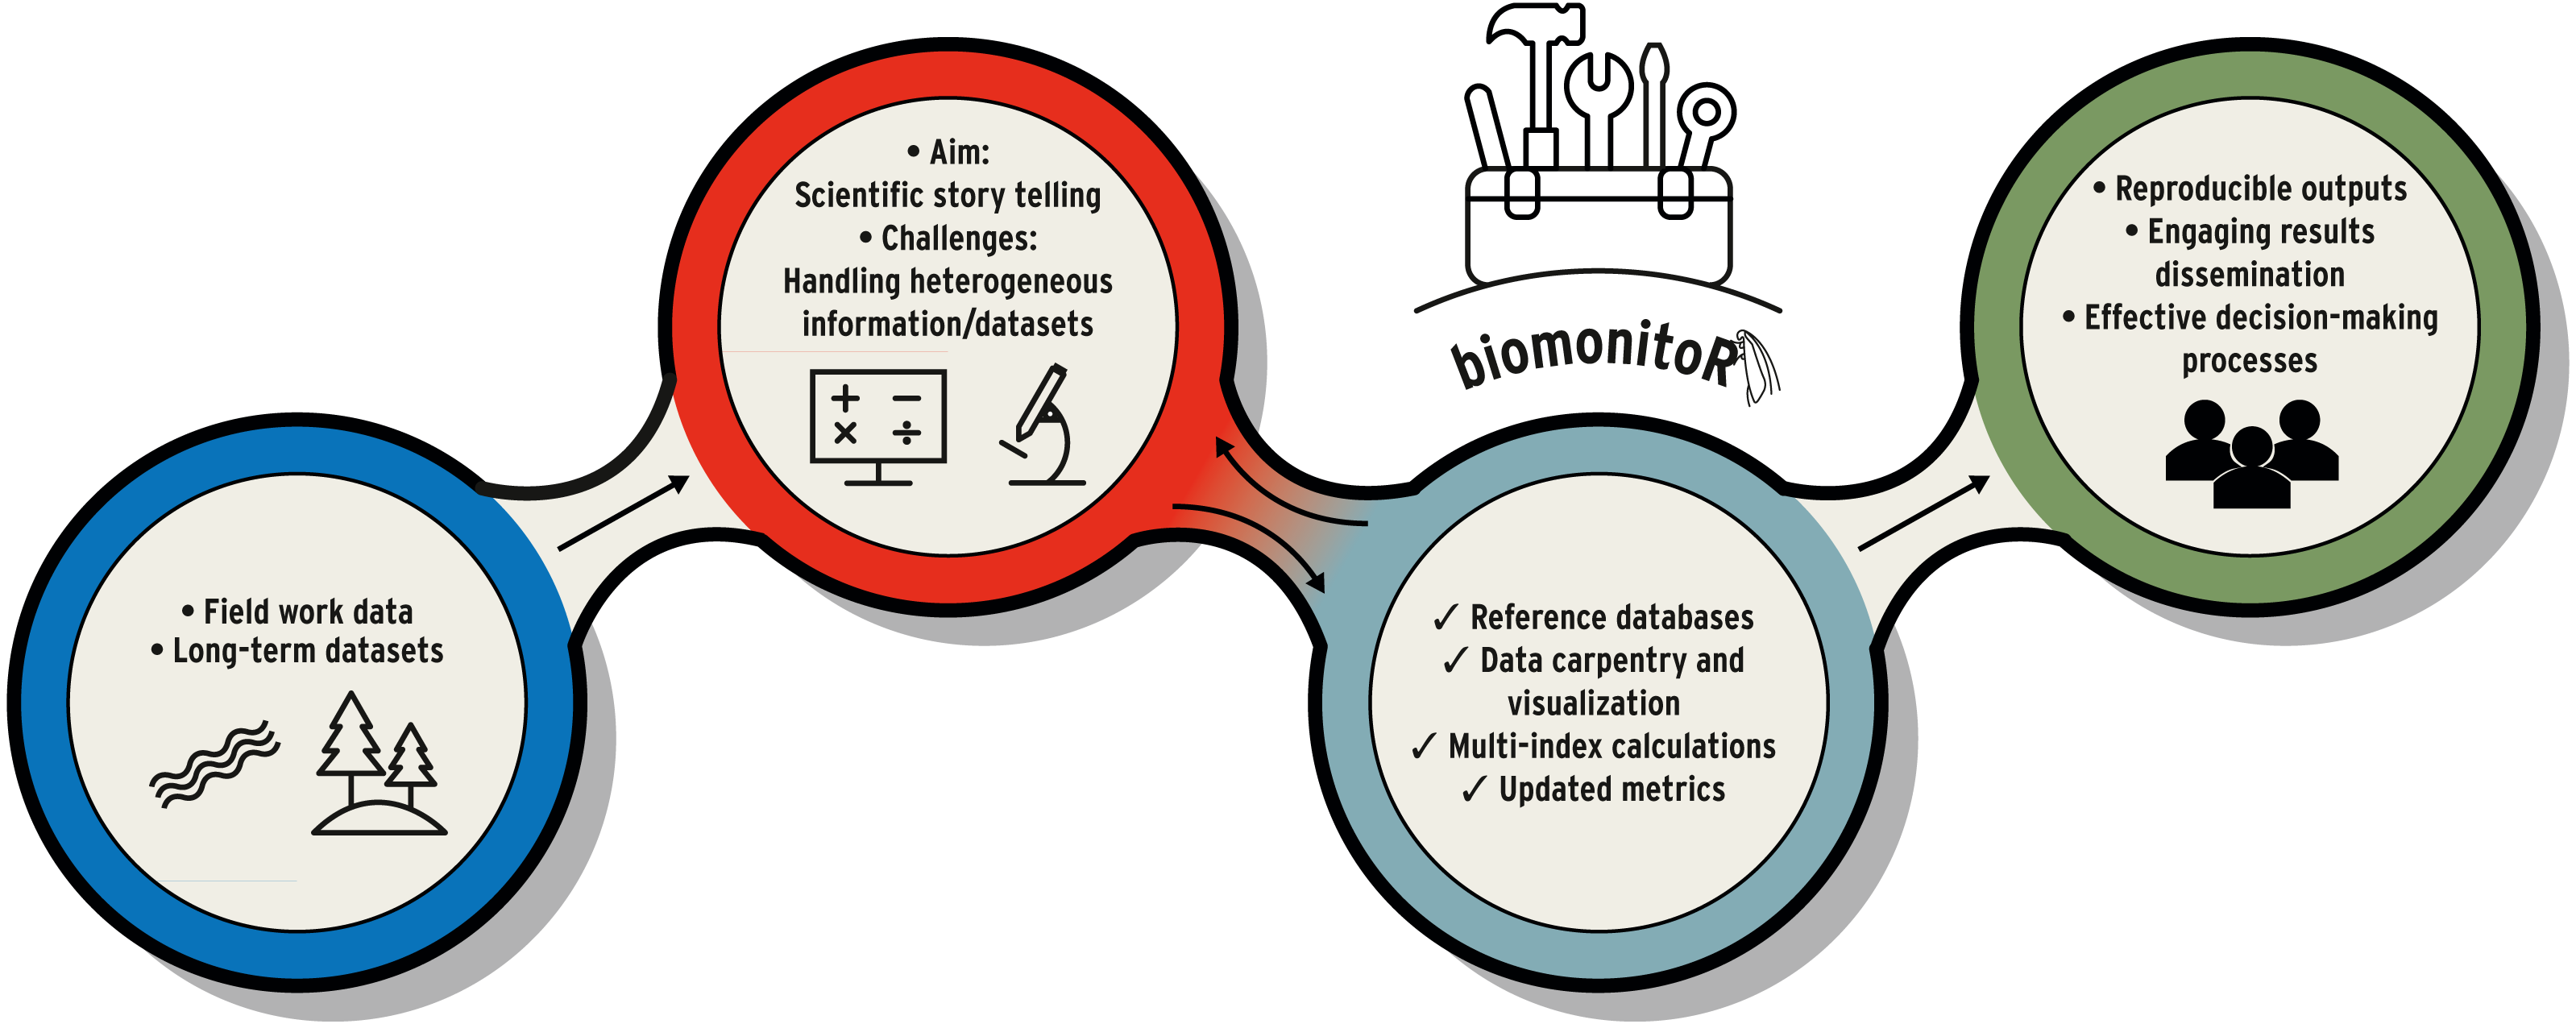 • Field work data
• Long-term datasets
• Aim:
Scientific story telling
• Challenges:
Handling heterogeneous
information/datasets
biomonitoR
✓ Reference databases
✓ Data carpentry and
visualization
✓ Multi-index calculations
✓ Updated metrics
• Reproducible outputs
• Engaging results
dissemination
• Effective decision-making
processes